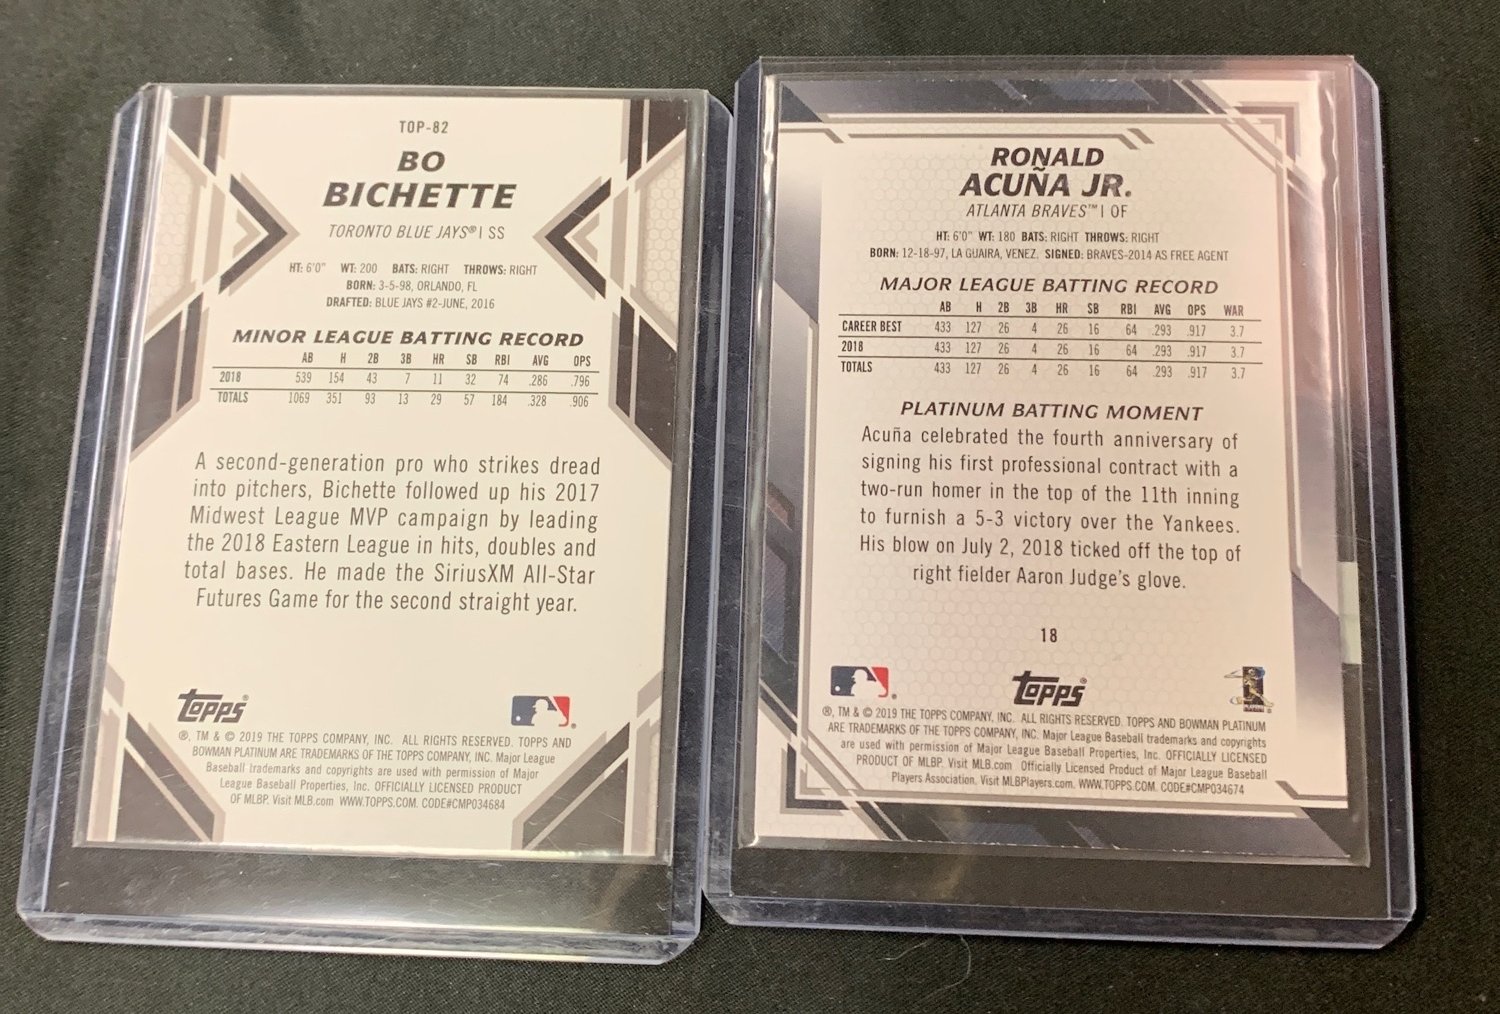 TOP-82
BO
BICHETTE
TORONTO BLUE JAYS® | SS
HT: 6'0" WT: 200 BATS: RIGHT THROWS: RIGHT
BORN: 3-5-98, ORLANDO, FL
DRAFTED: BLUE JAYS #2-JUNE, 2016
MINOR LEAGUE BATTING RECORD
AB H 2B 3B HR SB RBI AVG OPS
2018 539 154 43 7 11 32 74 .286 .796
TOTALS 1069 351 93 13 29 57 184 .328 .906
A second-generation pro who strikes dread
into pitchers, Bichette followed up his 2017
Midwest League MVP campaign by leading
the 2018 Eastern League in hits, doubles and
total bases. He made the SiriusXM All-Star
Futures Game for the second straight year.
topps®
®, TM & © 2019 THE TOPPS COMPANY, INC. ALL RIGHTS RESERVED. TOPPS AND
BOWMAN PLATINUM ARE TRADEMARKS OF THE TOPPS COMPANY, INC. Major League
Baseball trademarks and copyrights are used with permission of Major
League Baseball Properties, Inc. OFFICIALLY LICENSED PRODUCT
OF MLBP. Visit MLB.com WWW.TOPPS.COM. CODE#CMP034684
RONALD
ACUÑA JR.
ATLANTA BRAVES™ | OF
HT: 6'0" WT: 180 BATS: RIGHT THROWS: RIGHT
BORN: 12-18-97, LA GUAIRA, VENEZ. SIGNED: BRAVES-2014 AS FREE AGENT
MAJOR LEAGUE BATTING RECORD
AB H 2B 3B HR SB RBI AVG OPS WAR
CAREER BEST 433 127 26 4 26 16 64 .293 .917 3.7
2018 433 127 26 4 26 16 64 .293 .917 3.7
TOTALS 433 127 26 4 26 16 64 .293 .917 3.7
PLATINUM BATTING MOMENT
Acuña celebrated the fourth anniversary of
signing his first professional contract with a
two-run homer in the top of the 11th inning
to furnish a 5-3 victory over the Yankees.
His blow on July 2, 2018 ticked off the top of
right fielder Aaron Judge's glove.
18
topps®
®, TM & © 2019 THE TOPPS COMPANY, INC. ALL RIGHTS RESERVED. TOPPS AND BOWMAN PLATINUM
ARE TRADEMARKS OF THE TOPPS COMPANY, INC. Major League Baseball trademarks and copyrights
are used with permission of Major League Baseball Properties, Inc. OFFICIALLY LICENSED
PRODUCT OF MLBP. Visit MLB.com Officially Licensed Product of Major League Baseball
Players Association. Visit MLBPlayers.com. WWW.TOPPS.COM. CODE#CMP034674